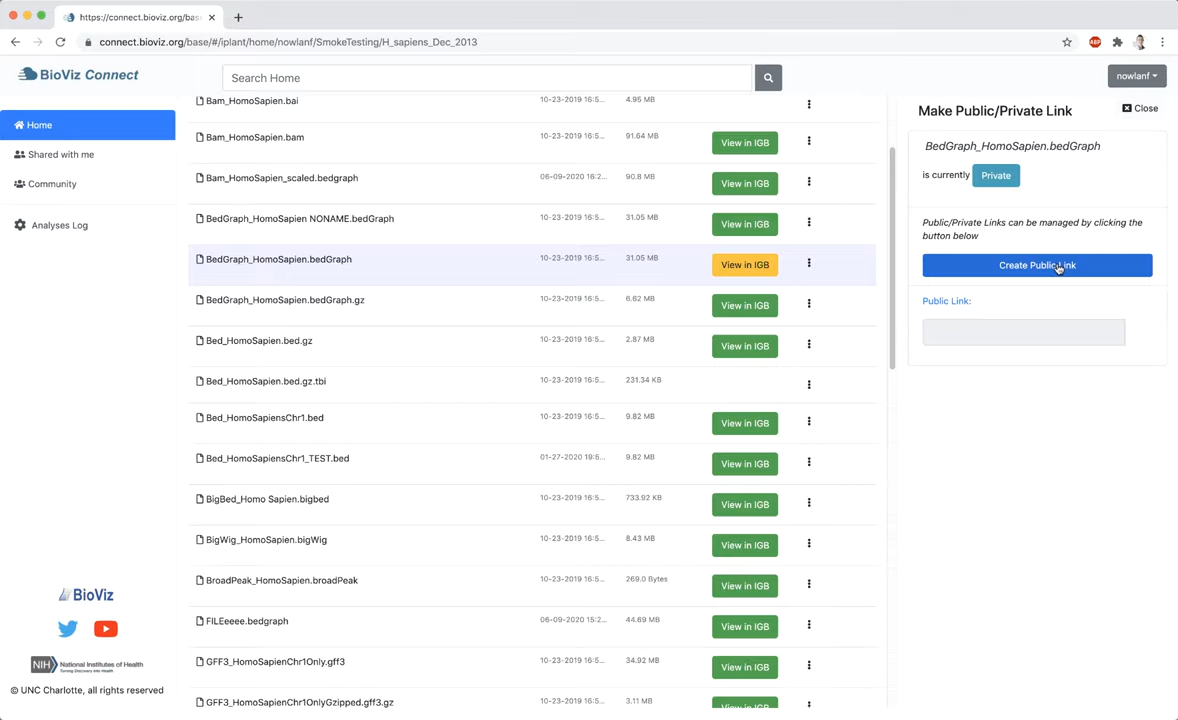 https://connect.bioviz.org/bas
connect.bioviz.org/base/#/iplant/home/nowlanf/SmokeTesting/H_sapiens_Dec_2013
ABP
BioViz Connect
Search Home
nowlanf
Home
Shared with me
Community
Analyses Log
Bam_HomoSapien.bai 10-23-2019 16:5... 4.95 MB
Bam_HomoSapien.bam 10-23-2019 16:5... 91.64 MB View in IGB
Bam_HomoSapien_scaled.bedgraph 06-09-2020 16:2... 90.8 MB View in IGB
BedGraph_HomoSapien NONAME.bedGraph 10-23-2019 16:5... 31.05 MB View in IGB
BedGraph_HomoSapien.bedGraph 10-23-2019 16:5... 31.05 MB View in IGB
BedGraph_HomoSapien.bedGraph.gz 10-23-2019 16:5... 6.62 MB View in IGB
Bed_HomoSapien.bed.gz 10-23-2019 16:5... 2.87 MB View in IGB
Bed_HomoSapien.bed.gz.tbi 10-23-2019 16:5... 231.34 KB
Bed_HomoSapiensChr1.bed 10-23-2019 16:5... 9.82 MB View in IGB
Bed_HomoSapiensChr1_TEST.bed 01-27-2020 19:6... 9.82 MB View in IGB
BigBed_Homo Sapien.bigbed 10-23-2019 16:5... 733.92 KB View in IGB
BigWig_HomoSapien.bigWig 10-23-2019 16:5... 8.43 MB View in IGB
BroadPeak_HomoSapien.broadPeak 10-23-2019 16:5... 269.0 Bytes View in IGB
FILEeeee.bedgraph 06-09-2020 15:2... 44.69 MB View in IGB
GFF3_HomoSapienChr1Only.gff3 10-23-2019 16:5... 34.92 MB View in IGB
GFF3_HomoSapienChr1OnlyGzipped.gff3.gz 10-23-2019 16:5... 3.11 MB View in IGB
Make Public/Private Link
Close
BedGraph_HomoSapien.bedGraph
is currently Private
Public/Private Links can be managed by clicking the
button below
Create Public Link
Public Link:
BioViz
NIH National Institutes of Health
Turning Discovery Into Health
© UNC Charlotte, all rights reserved